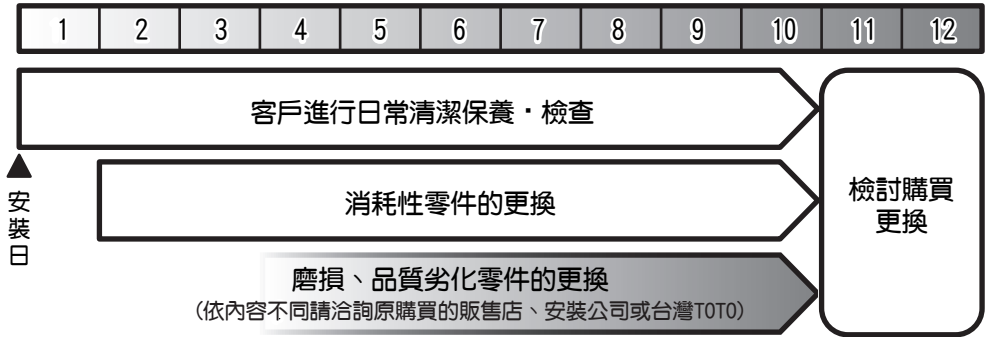 1 2 3 4 5 6 7 8 9 10 11 12
客戶進行日常清潔保養・檢查
安裝日
消耗性零件的更換
檢討購買
更換
磨損、品質劣化零件的更換
(依內容不同請洽詢原購買的販售店、安裝公司或台灣TOTO)